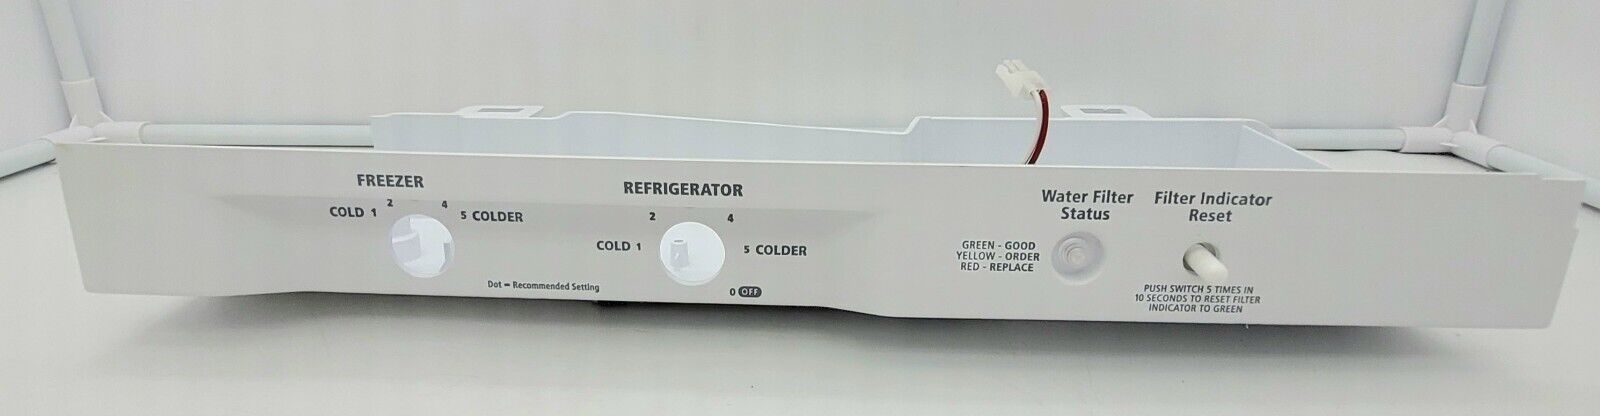 FREEZER
COLD 1 2 4 5 COLDER
REFRIGERATOR
2 4
COLD 1 5 COLDER
0 OFF
Dot = Recommended Setting
Water Filter
Status
GREEN - GOOD
YELLOW - ORDER
RED - REPLACE
Filter Indicator
Reset
PUSH SWITCH 5 TIMES IN
10 SECONDS TO RESET FILTER
INDICATOR TO GREEN